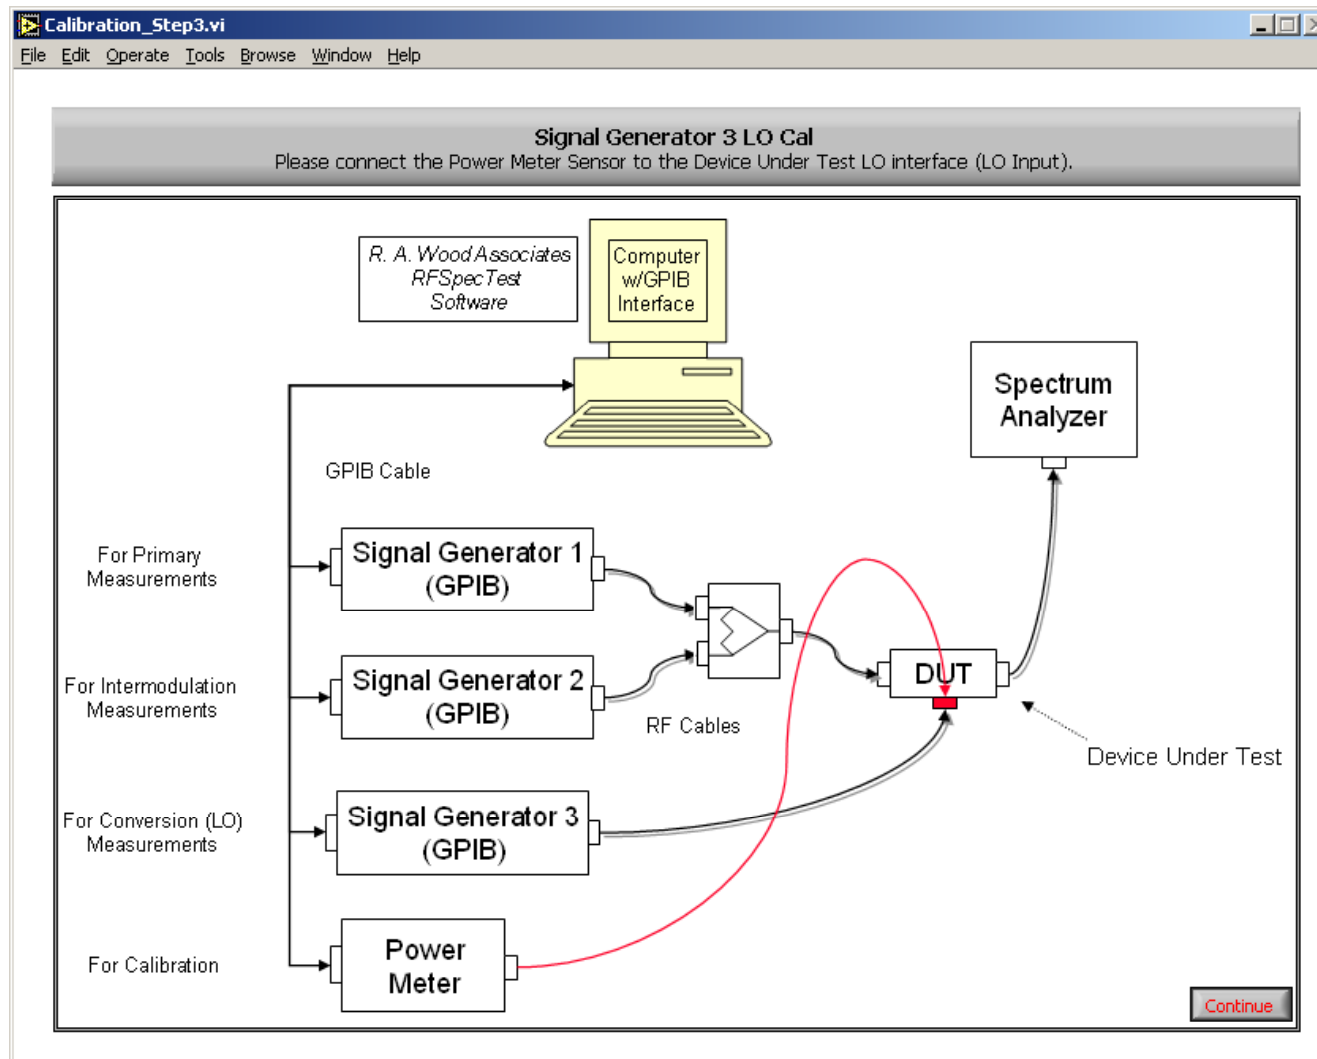 Calibration_Step3.vi
File Edit Operate Tools Browse Window Help
Signal Generator 3 LO Cal
Please connect the Power Meter Sensor to the Device Under Test LO interface (LO Input).
R. A. Wood Associates
RFSpecTest
Software
Computer
w/GPIB
Interface
Spectrum
Analyzer
GPIB Cable
For Primary
Measurements
Signal Generator 1
(GPIB)
For Intermodulation
Measurements
Signal Generator 2
(GPIB)
RF Cables
DUT
Device Under Test
For Conversion (LO)
Measurements
Signal Generator 3
(GPIB)
For Calibration
Power
Meter
Continue